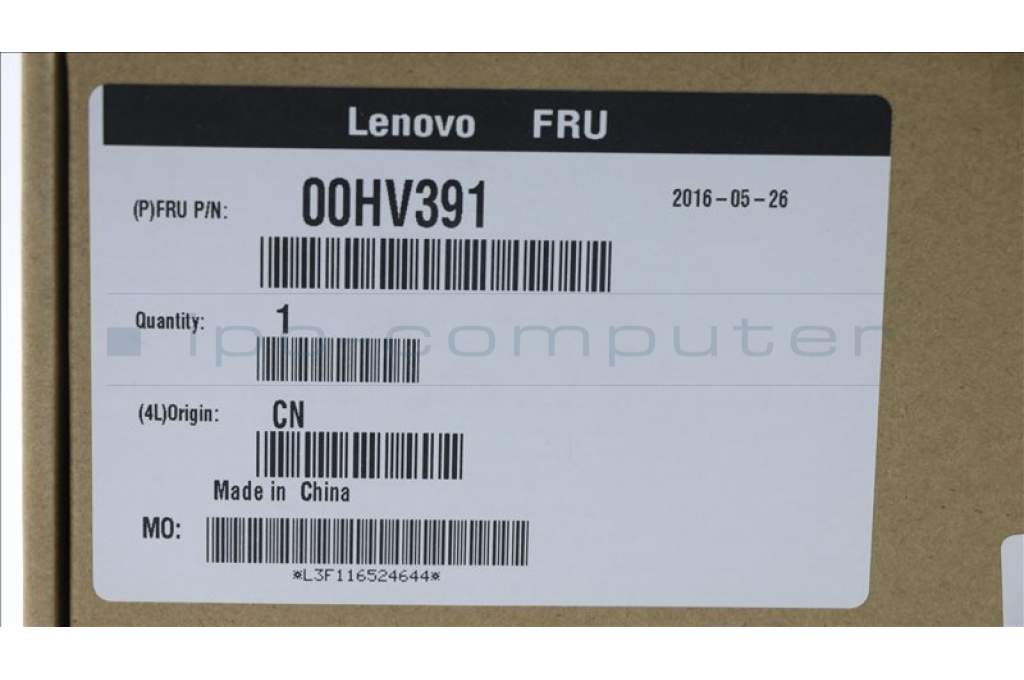 Lenovo FRU
(P)FRU P/N: 00HV391 2016-05-26
Quantity: 1
ipc computer
(4L)Origin: CN
Made in China
MO:
*L3F116524644*